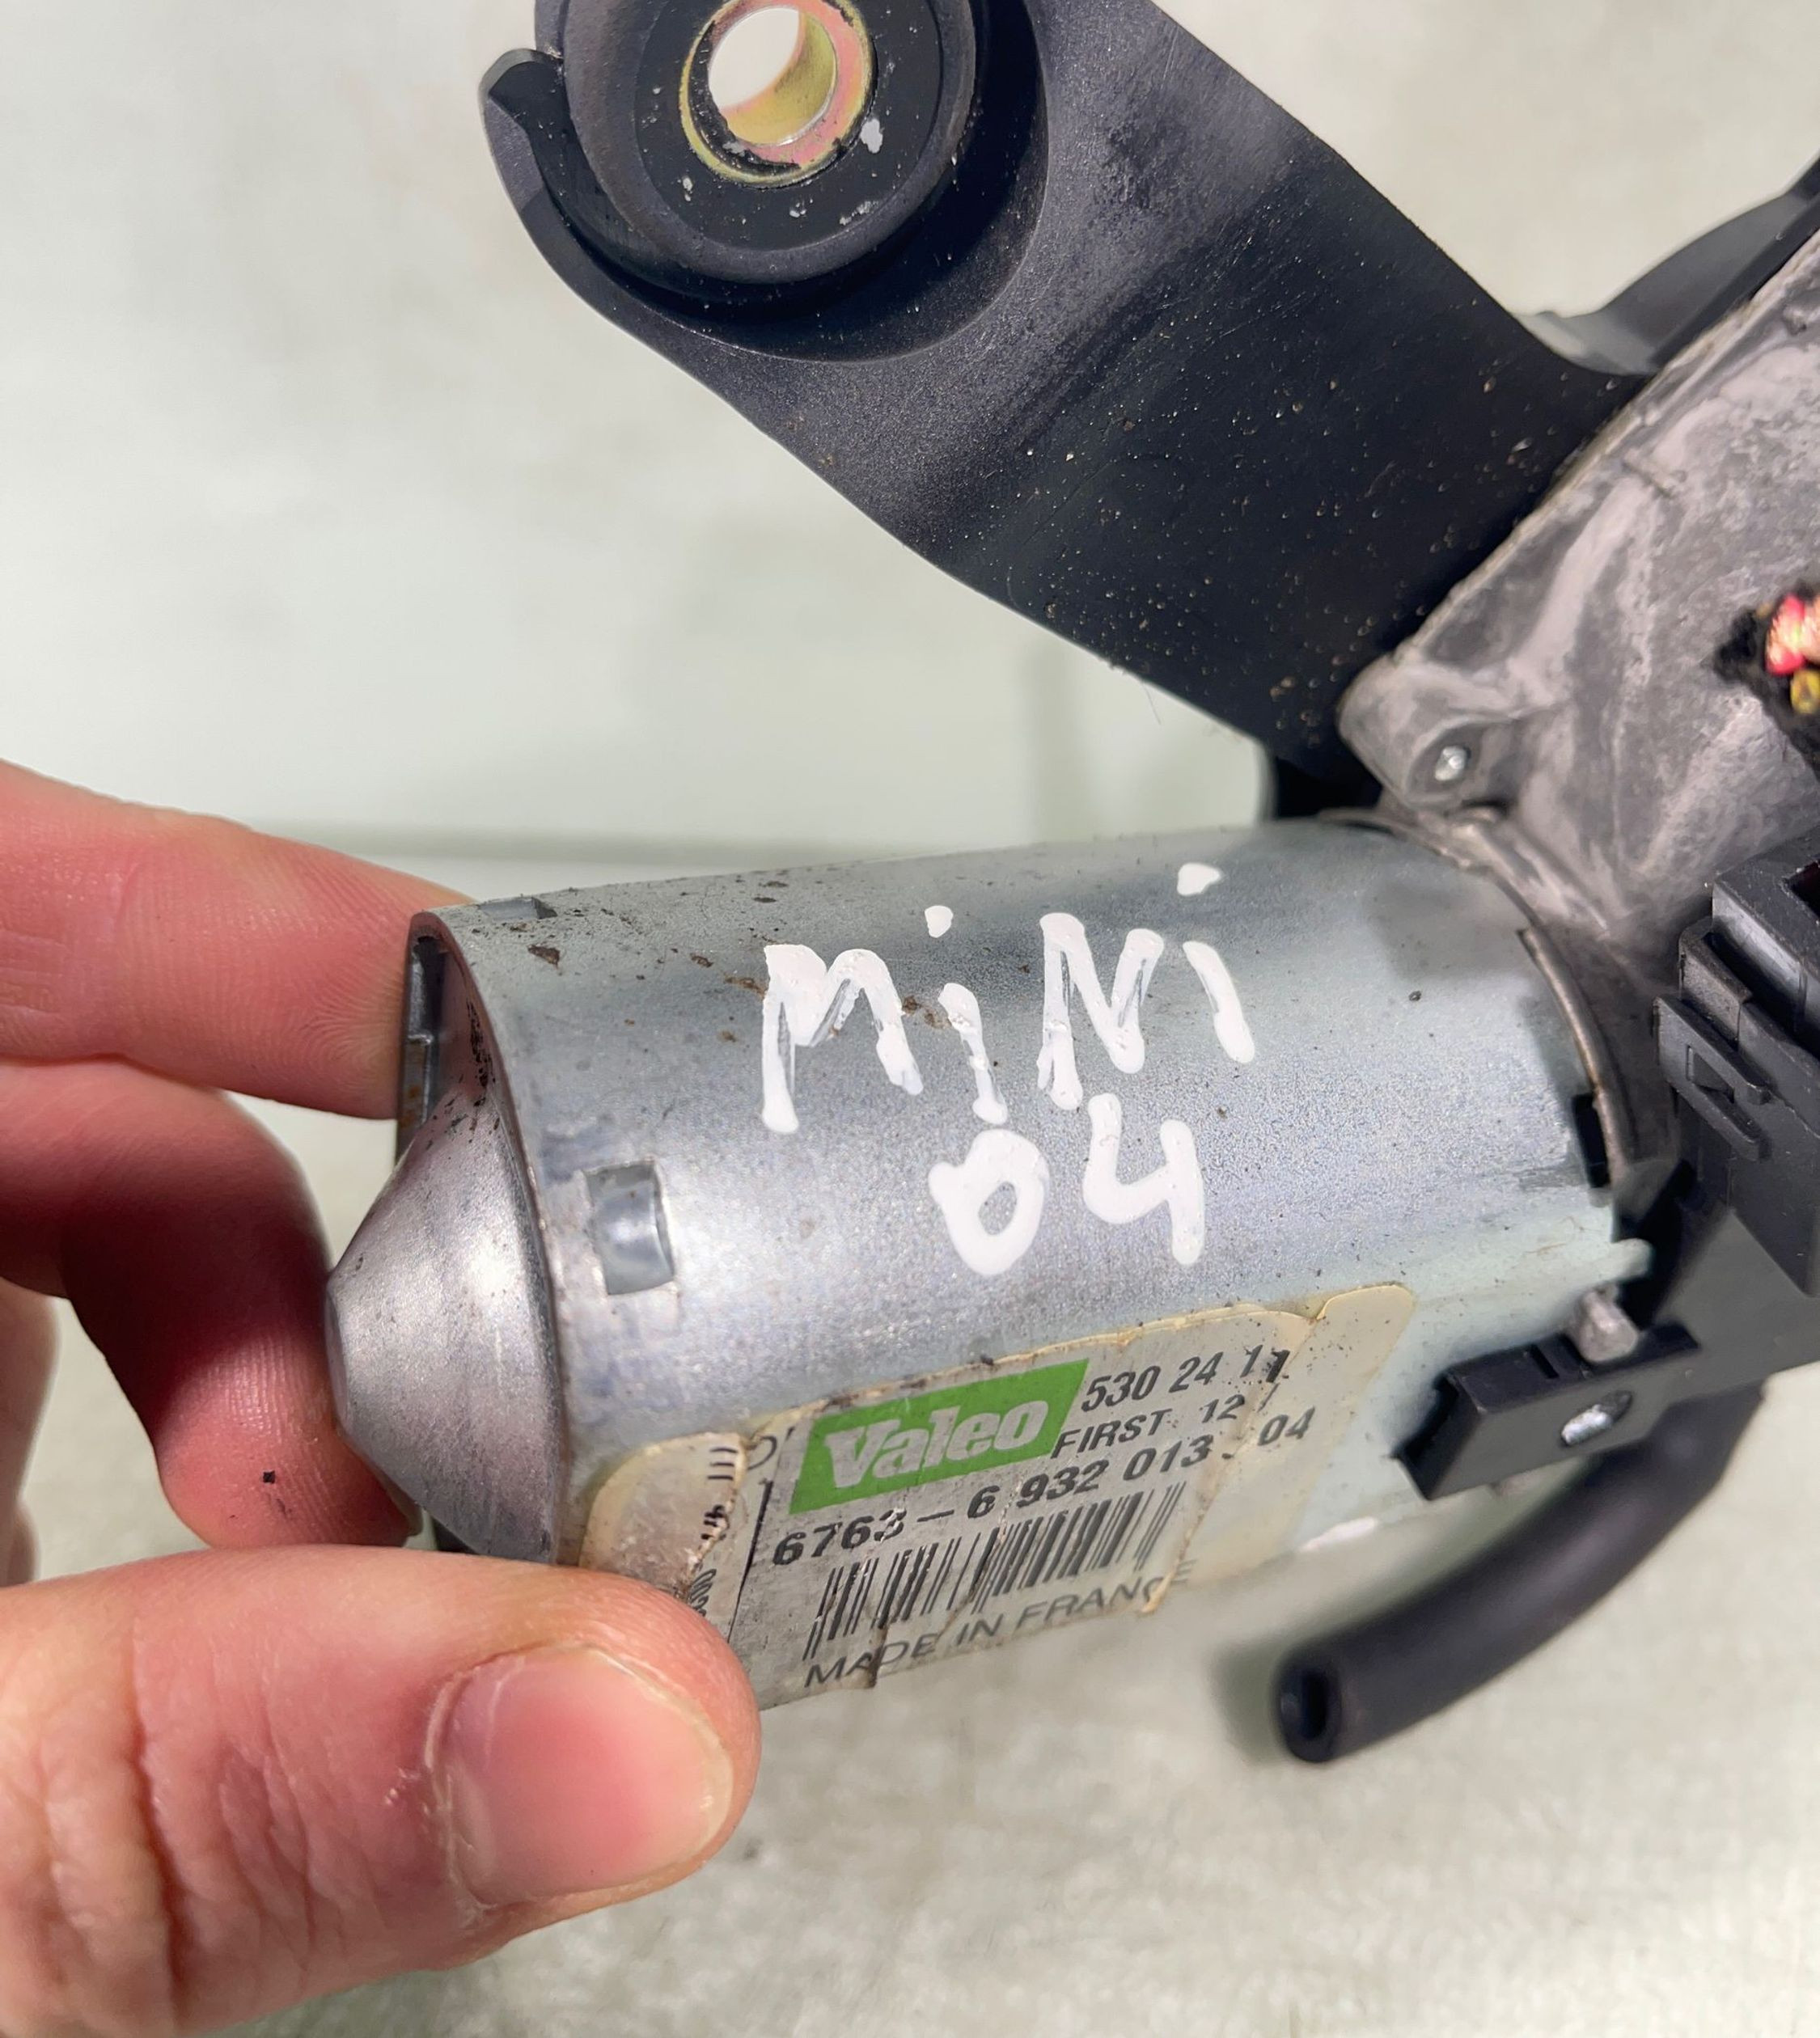 MiNi
04
Valeo 530 24 11
FIRST 12
6763-6 932 013 - 04
MADE IN FRANCE